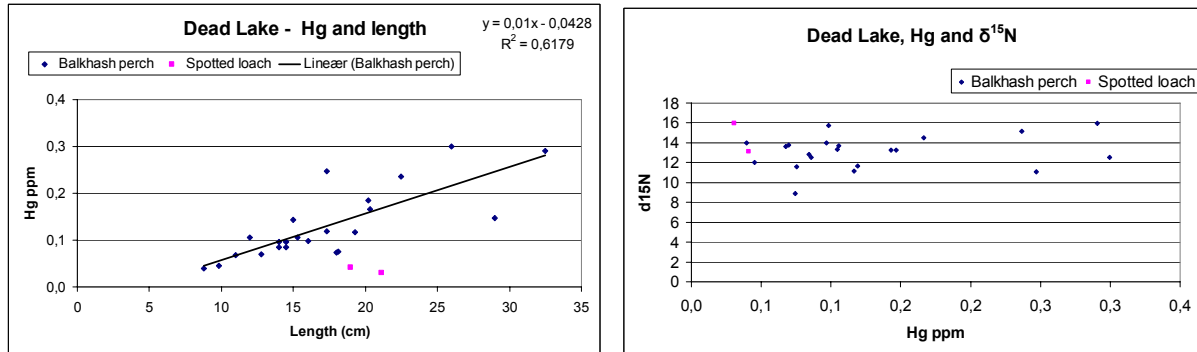 Dead Lake -  Hg and length
y = 0,01x - 0,0428
R² = 0,6179
Balkhash perch Spotted loach Lineær (Balkhash perch)
Hg ppm
0,4
0,3
0,2
0,1
0,0
0 5 10 15 20 25 30 35
Length (cm)
Dead Lake, Hg and δ¹⁵N
Balkhash perch Spotted loach
d15N
18
16
14
12
10
8
6
4
2
0
0,0 0,1 0,1 0,2 0,2 0,3 0,3 0,4
Hg ppm